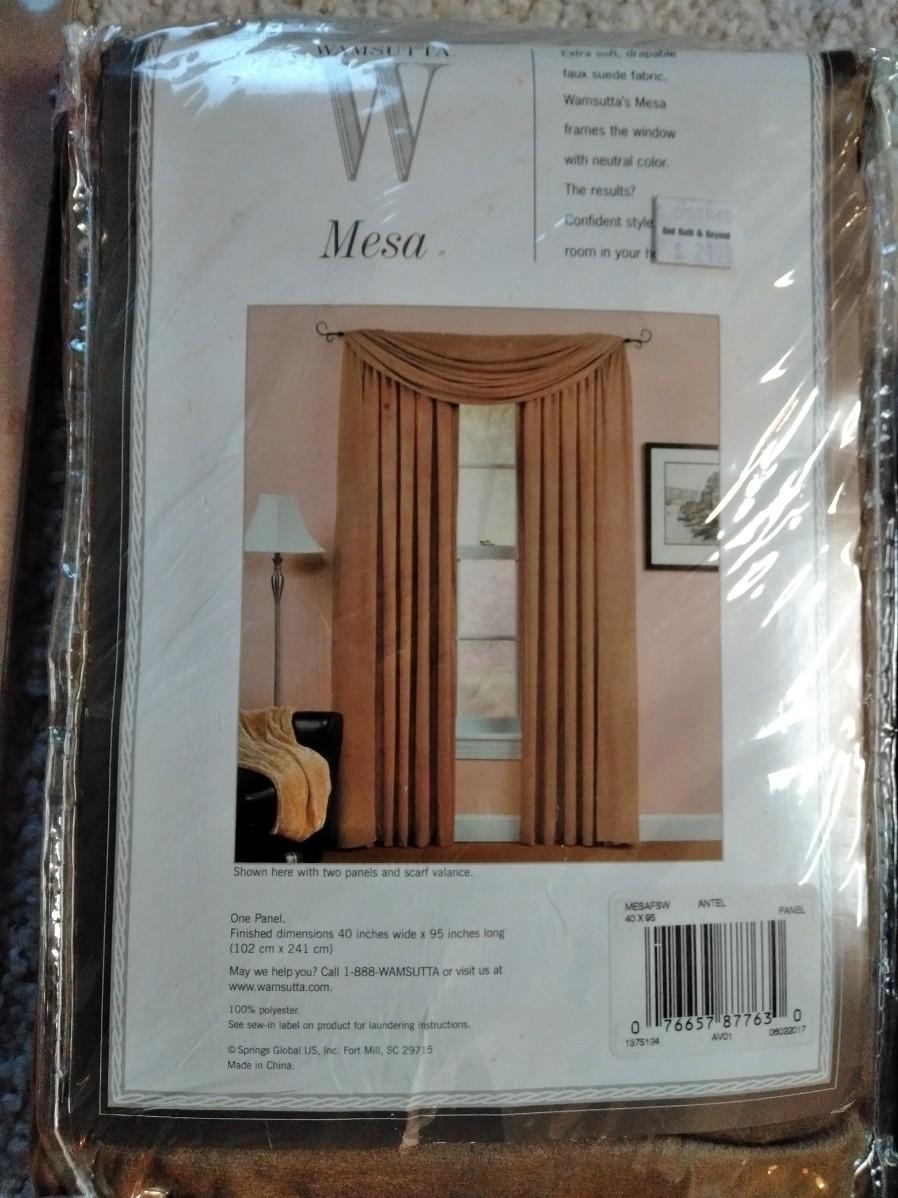 WAMSUTTA
W
Mesa
Extra soft, drapable
faux suede fabric.
Wamsutta's Mesa
frames the window
with neutral color.
The results?
Confident style
room in your
Bed Bath & Beyond
Shown here with two panels and scarf valance.
One Panel.
Finished dimensions 40 inches wide x 95 inches long
(102 cm x 241 cm)
May we help you? Call 1-888-WAMSUTTA or visit us at
www.wamsutta.com.
100% polyester.
See sew-in label on product for laundering instructions.
© Springs Global US, Inc. Fort Mill, SC 29715
Made in China.
MESAFSW ANTEL PANEL
40 X 95
0 76657 87763 0
1375124 AV01 06022017